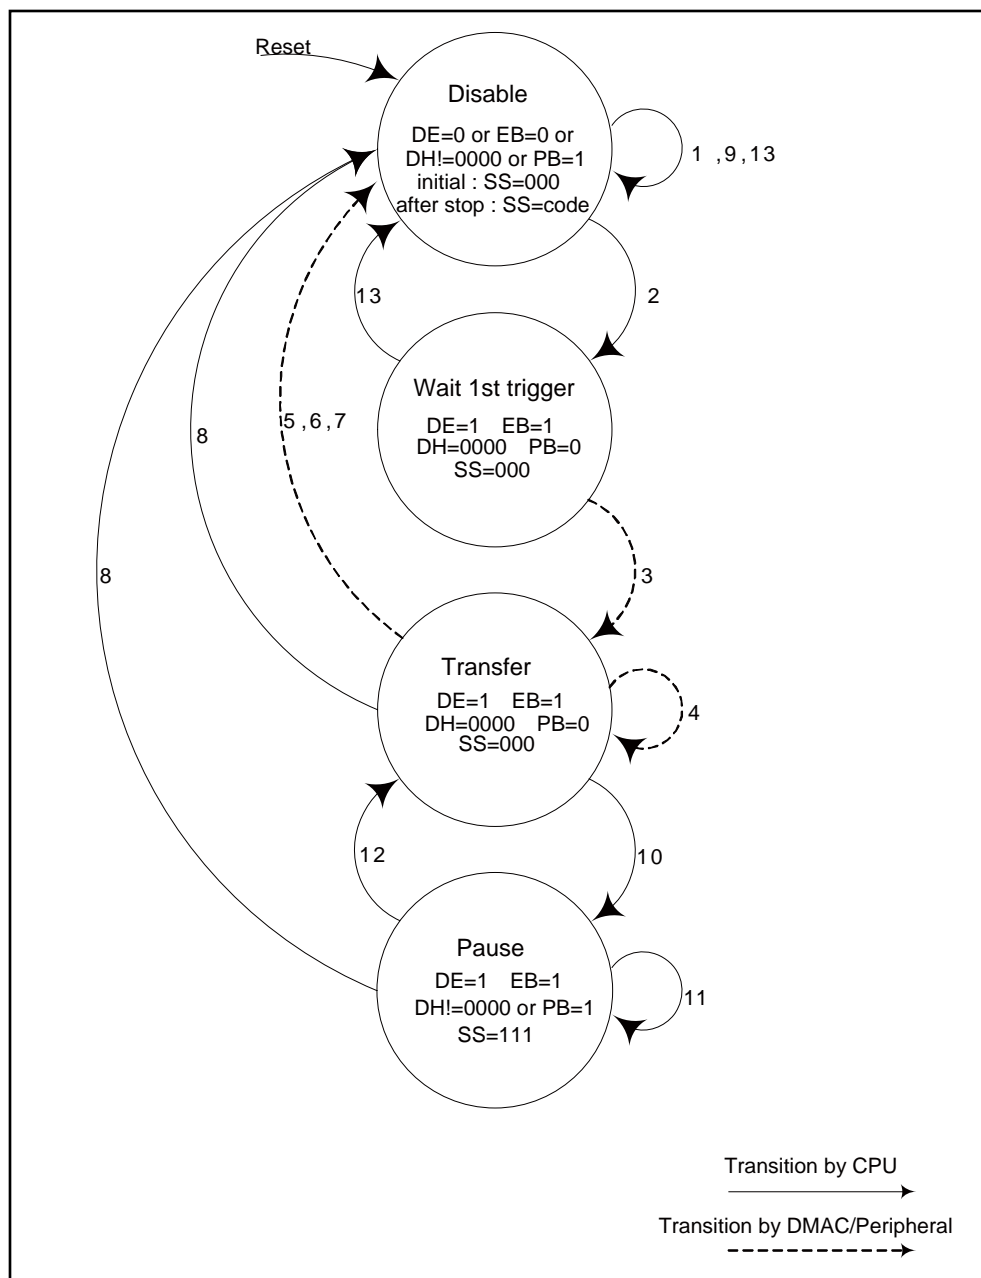 Reset
Disable
DE=0 or EB=0 or
DH!=0000 or PB=1
initial : SS=000
after stop : SS=code
1 ,9,13
13
2
Wait 1st trigger
DE=1 EB=1
DH=0000 PB=0
SS=000
5,6,7
8
3
8
Transfer
DE=1 EB=1
DH=0000 PB=0
SS=000
4
12
10
Pause
DE=1 EB=1
DH!=0000 or PB=1
SS=111
11
Transition by CPU
Transition by DMAC/Peripheral